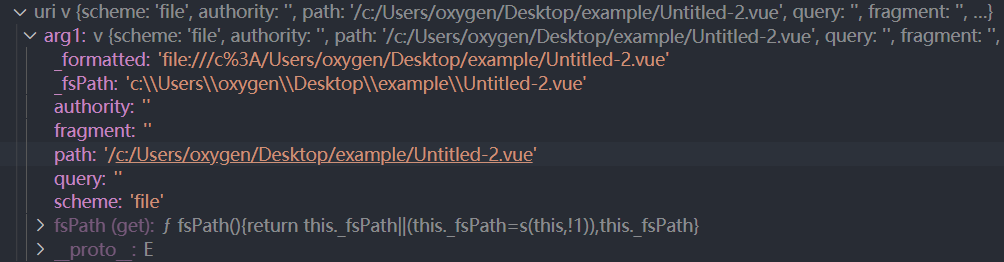 uri v {scheme: 'file', authority: '', path: '/c:/Users/oxygen/Desktop/example/Untitled-2.vue', query: '', fragment: '', …}
arg1: v {scheme: 'file', authority: '', path: '/c:/Users/oxygen/Desktop/example/Untitled-2.vue', query: '', fragment: '',
_formatted: 'file:///c%3A/Users/oxygen/Desktop/example/Untitled-2.vue'
_fsPath: 'c:\\Users\\oxygen\\Desktop\\example\\Untitled-2.vue'
authority: ''
fragment: ''
path: '/c:/Users/oxygen/Desktop/example/Untitled-2.vue'
query: ''
scheme: 'file'
fsPath (get): ƒ fsPath(){return this._fsPath||(this._fsPath=s(this,!1)),this._fsPath}
__proto__: E